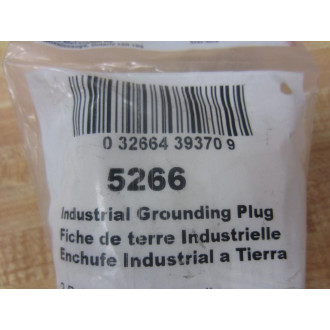 0 32664 39370 9
5266
Industrial Grounding Plug
Fiche de terre Industrielle
Enchufe Industrial a Tierra